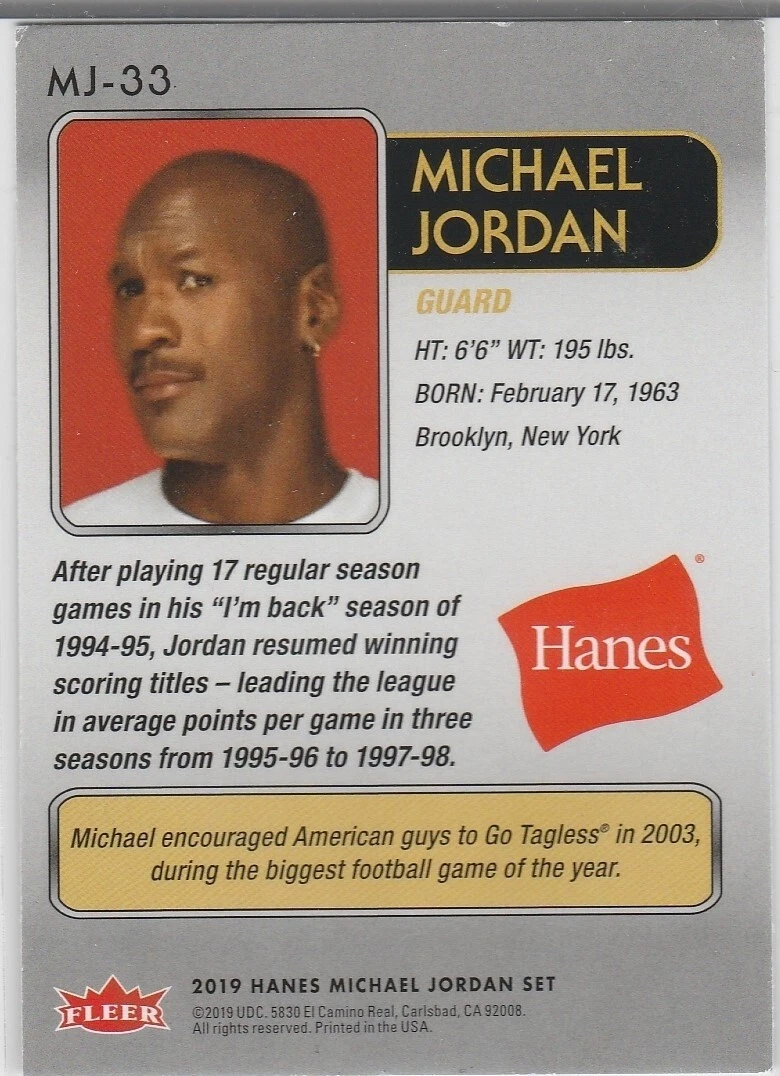 MJ-33
MICHAEL
JORDAN
GUARD
HT: 6'6” WT: 195 lbs.
BORN: February 17, 1963
Brooklyn, New York
After playing 17 regular season
games in his “I'm back” season of
1994-95, Jordan resumed winning
scoring titles – leading the league
in average points per game in three
seasons from 1995-96 to 1997-98.
Hanes®
Michael encouraged American guys to Go Tagless® in 2003,
during the biggest football game of the year.
FLEER
2019 HANES MICHAEL JORDAN SET
©2019 UDC. 5830 El Camino Real, Carlsbad, CA 92008.
All rights reserved. Printed in the USA.